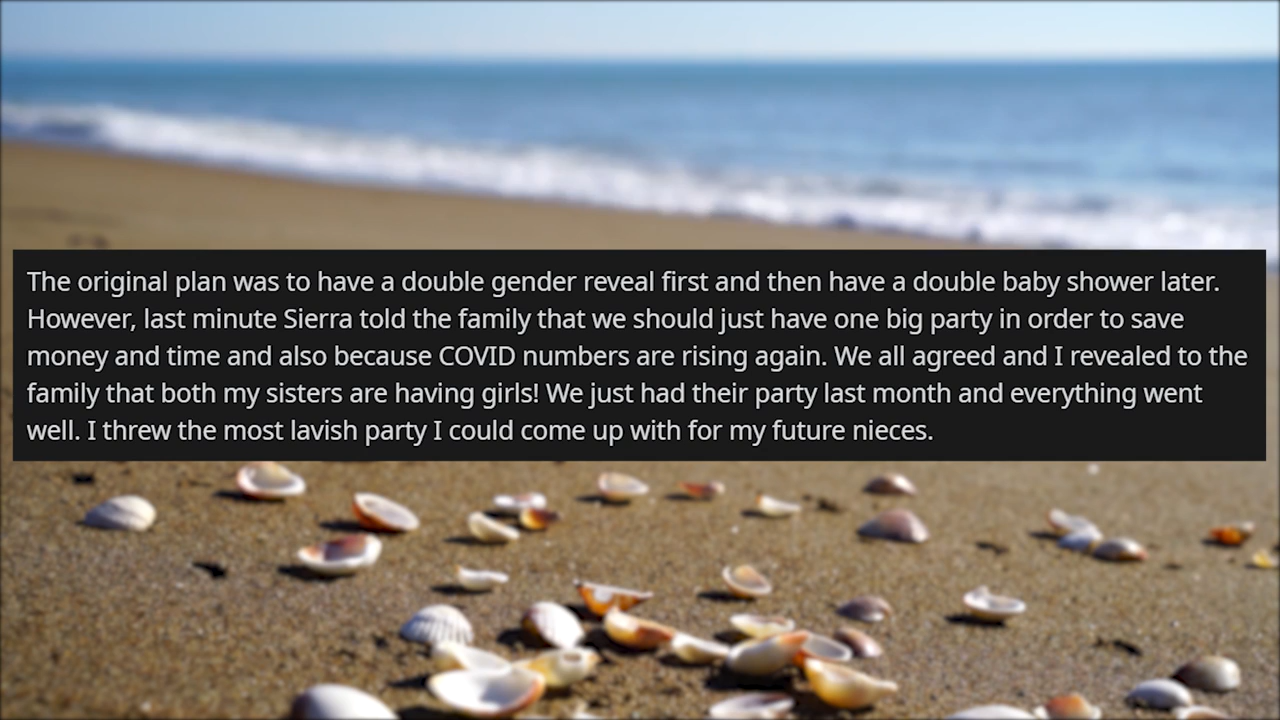 The original plan was to have a double gender reveal first and then have a double baby shower later.
However, last minute Sierra told the family that we should just have one big party in order to save
money and time and also because COVID numbers are rising again. We all agreed and I revealed to the
family that both my sisters are having girls! We just had their party last month and everything went
well. I threw the most lavish party I could come up with for my future nieces.